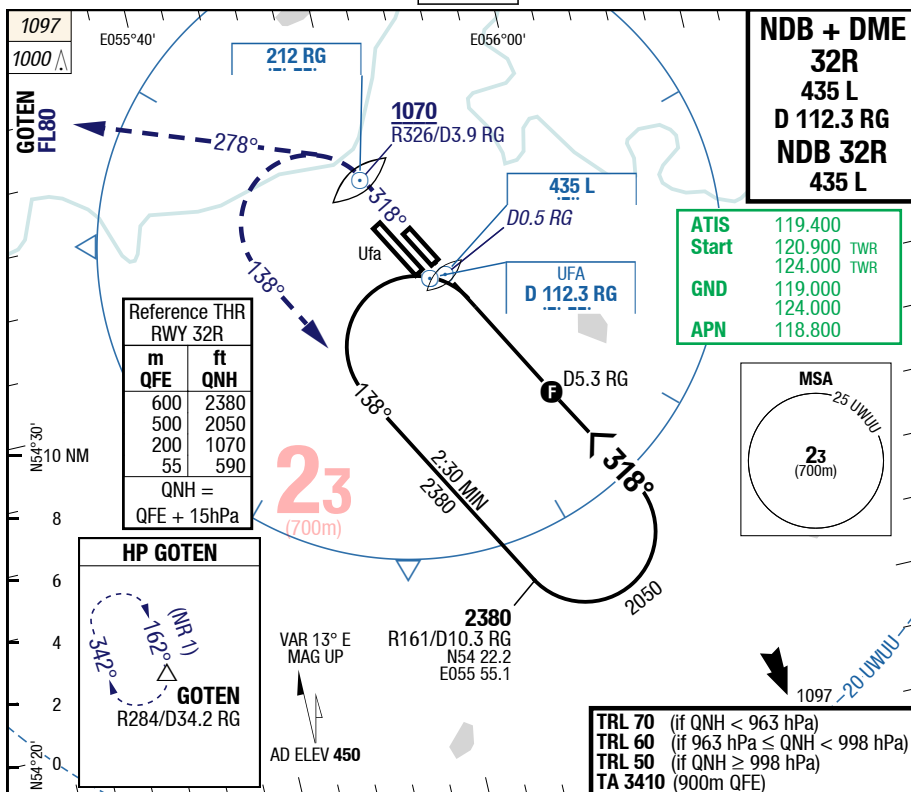 1097
1000
E055°40'
E056°00'
NDB + DME
32R
435 L
D 112.3 RG
NDB 32R
435 L
212 RG
GOTEN
FL80
278°
1070
R326/D3.9 RG
318°
435 L
D0.5 RG
Ufa
UFA
D 112.3 RG
ATIS 119.400
Start 120.900 TWR
124.000 TWR
GND 119.000
124.000
APN 118.800
138°
Reference THR
RWY 32R
m ft
QFE QNH
600 2380
500 2050
200 1070
55 590
QNH =
QFE + 15hPa
F
D5.3 RG
MSA
25 UWUU
23
(700m)
138°
N54°30'
10 NM
2:30 MIN
2380
318°
23
(700m)
8
6
4
2
0
N54°20'
HP GOTEN
(NR 1)
162°
342°
GOTEN
R284/D34.2 RG
2050
2380
R161/D10.3 RG
N54 22.2
E055 55.1
VAR 13° E
MAG UP
AD ELEV 450
1097
20 UWUU
TRL 70 (if QNH < 963 hPa)
TRL 60 (if 963 hPa ≤ QNH < 998 hPa)
TRL 50 (if QNH ≥ 998 hPa)
TA 3410 (900m QFE)